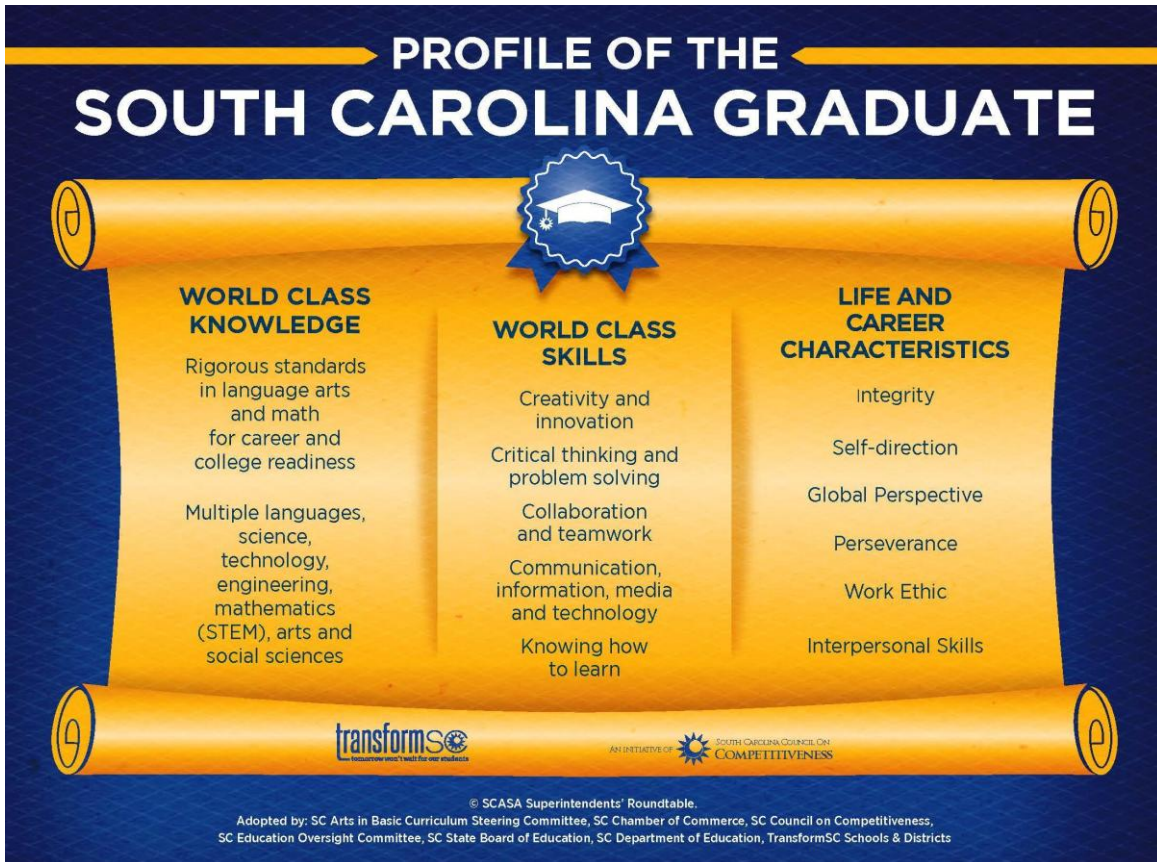 PROFILE OF THE
SOUTH CAROLINA GRADUATE
WORLD CLASS
KNOWLEDGE
Rigorous standards
in language arts
and math
for career and
college readiness
Multiple languages,
science,
technology,
engineering,
mathematics
(STEM), arts and
social sciences
WORLD CLASS
SKILLS
Creativity and
innovation
Critical thinking and
problem solving
Collaboration
and teamwork
Communication,
information, media
and technology
Knowing how
to learn
LIFE AND
CAREER
CHARACTERISTICS
Integrity
Self-direction
Global Perspective
Perseverance
Work Ethic
Interpersonal Skills
transformSC
tomorrow won't wait for our students
AN INITIATIVE OF
SOUTH CAROLINA COUNCIL ON
COMPETITIVENESS
© SCASA Superintendents' Roundtable.
Adopted by: SC Arts in Basic Curriculum Steering Committee, SC Chamber of Commerce, SC Council on Competitiveness,
SC Education Oversight Committee, SC State Board of Education, SC Department of Education, TransformSC Schools & Districts